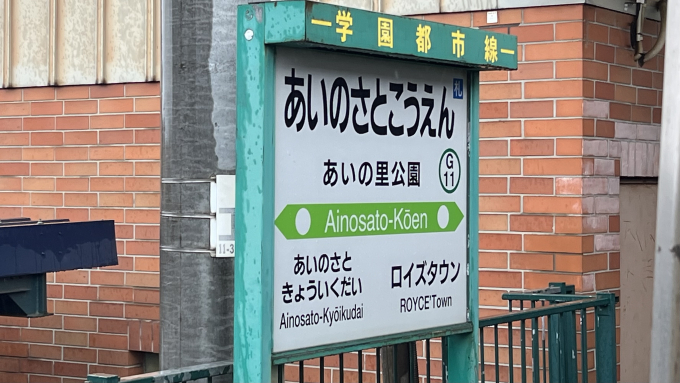 学園都市線
あいのさとこうえん 札
あいの里公園
G
11
Ainosato-Kōen
あいのさと
きょういくだい
Ainosato-Kyōikudai
ロイズタウン
ROYCE'Town
11-3